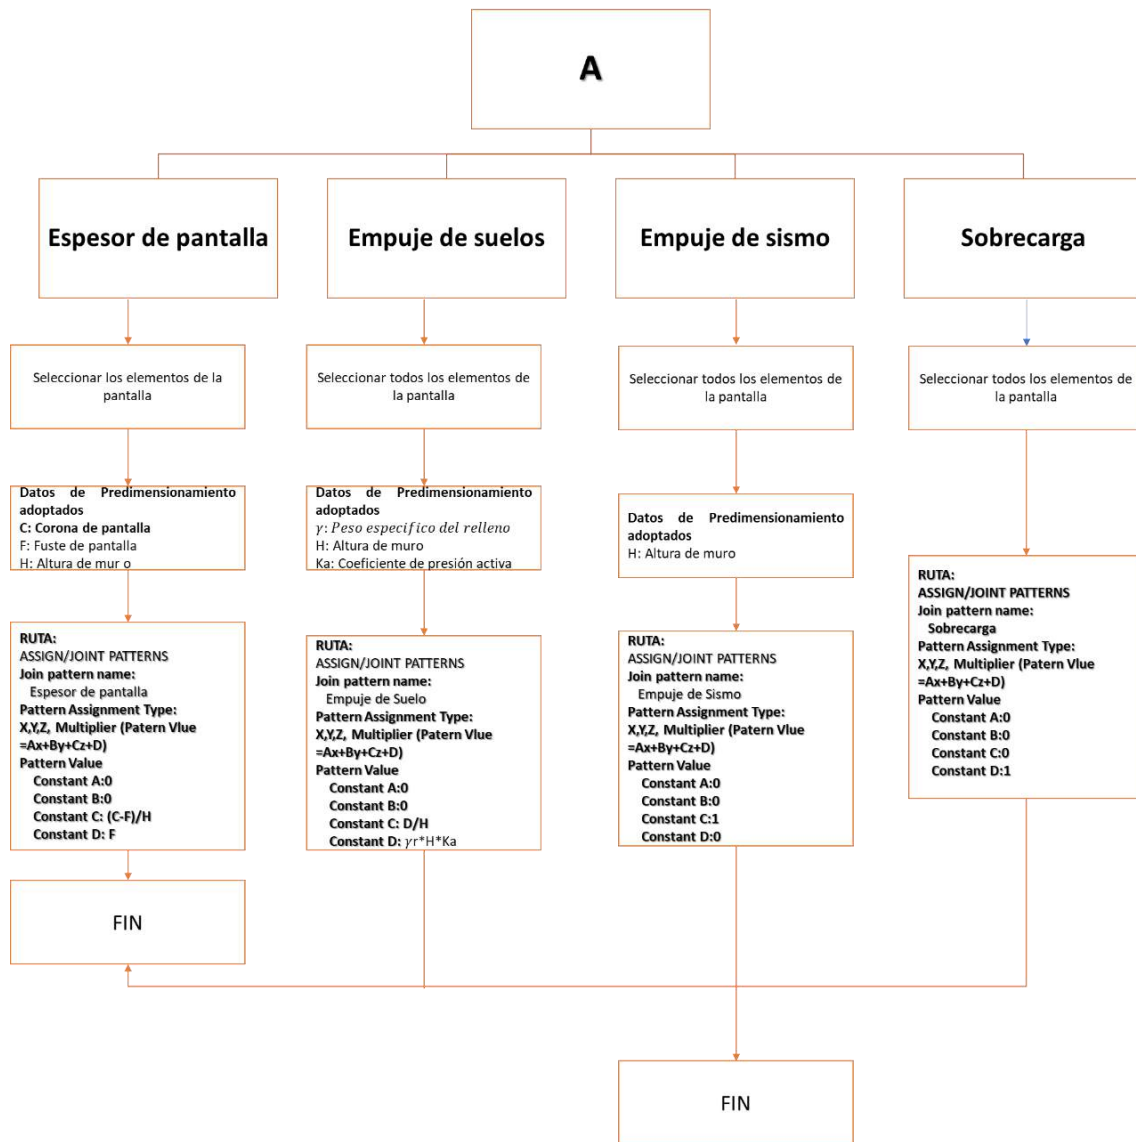 A
Espesor de pantalla
Empuje de suelos
Empuje de sismo
Sobrecarga
Seleccionar los elementos de la
pantalla
Seleccionar todos los elementos de
la pantalla
Seleccionar todos los elementos de
la pantalla
Seleccionar todos los elementos de
la pantalla
Datos de Predimensionamiento
adoptados
C: Corona de pantalla
F: Fuste de pantalla
H: Altura de mur o
Datos de Predimensionamiento
adoptados
γ: Peso especifico del relleno
H: Altura de muro
Ka: Coeficiente de presión activa
Datos de Predimensionamiento
adoptados
H: Altura de muro
RUTA:
ASSIGN/JOINT PATTERNS
Join pattern name:
Espesor de pantalla
Pattern Assignment Type:
X,Y,Z, Multiplier (Patern Vlue
=Ax+By+Cz+D)
Pattern Value
Constant A:0
Constant B:0
Constant C: (C-F)/H
Constant D: F
RUTA:
ASSIGN/JOINT PATTERNS
Join pattern name:
Empuje de Suelo
Pattern Assignment Type:
X,Y,Z, Multiplier (Patern Vlue
=Ax+By+Cz+D)
Pattern Value
Constant A:0
Constant B:0
Constant C: D/H
Constant D: γr*H*Ka
RUTA:
ASSIGN/JOINT PATTERNS
Join pattern name:
Empuje de Sismo
Pattern Assignment Type:
X,Y,Z, Multiplier (Patern Vlue
=Ax+By+Cz+D)
Pattern Value
Constant A:0
Constant B:0
Constant C:1
Constant D:0
RUTA:
ASSIGN/JOINT PATTERNS
Join pattern name:
Sobrecarga
Pattern Assignment Type:
X,Y,Z, Multiplier (Patern Vlue
=Ax+By+Cz+D)
Pattern Value
Constant A:0
Constant B:0
Constant C:0
Constant D:1
FIN
FIN